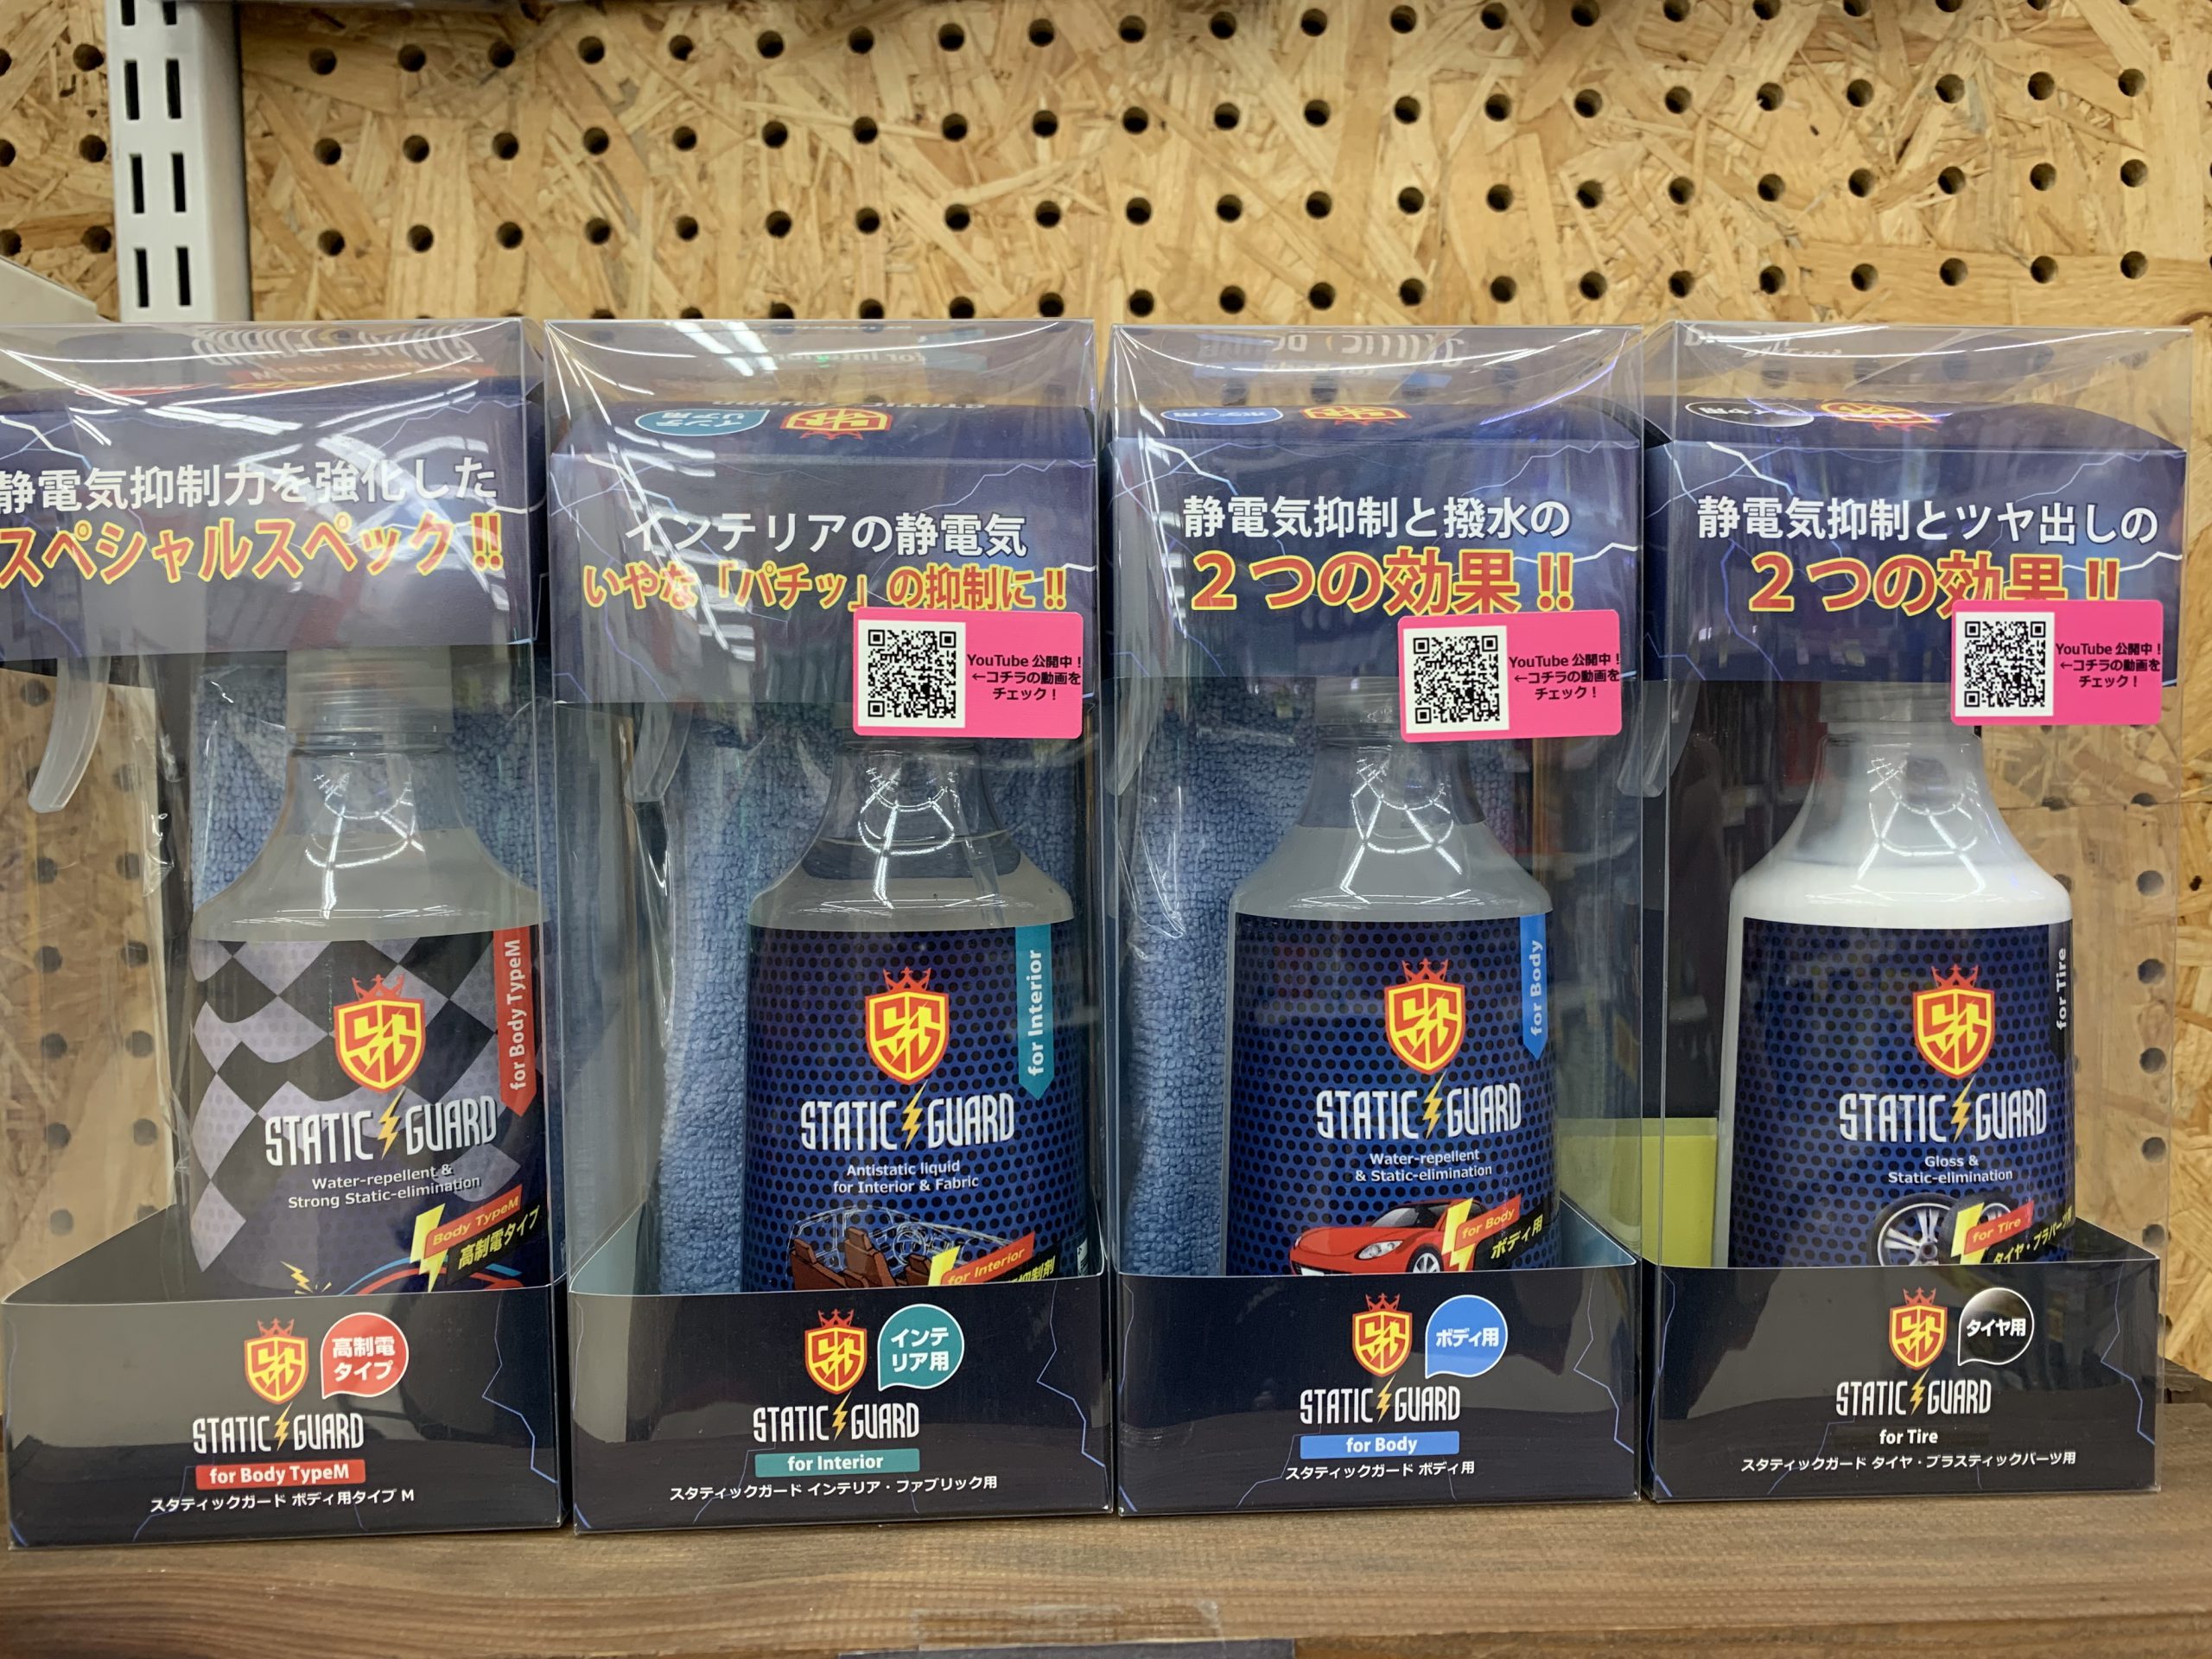 静電気抑制力を強化した
スペシャルスペック!!
for Body TypeM
STATIC GUARD
Water-repellent &
Strong Static-elimination
Body TypeM
高制電タイプ
高制電
タイプ
STATIC GUARD
for Body TypeM
スタティックガード ボディ用タイプ M
インテリアの静電気
いやな「パチッ」の抑制に!!
YouTube 公開中!
←コチラの動画を
チェック!
for Interior
STATIC GUARD
Antistatic liquid
for Interior & Fabric
for Interior
インテ
リア用
STATIC GUARD
for Interior
スタティックガード インテリア・ファブリック用
静電気抑制と撥水の
2つの効果!!
YouTube 公開中!
←コチラの動画を
チェック!
for Body
STATIC GUARD
Water-repellent
& Static-elimination
for Body
ボディ用
ボディ用
STATIC GUARD
for Body
スタティックガード ボディ用
静電気抑制とツヤ出しの
2つの効果!!
YouTube 公開中!
←コチラの動画を
チェック!
for Tire
STATIC GUARD
Gloss &
Static-elimination
for Tire
タイヤ・プラパーツ用
タイヤ用
STATIC GUARD
for Tire
スタティックガード タイヤ・プラスティックパーツ用